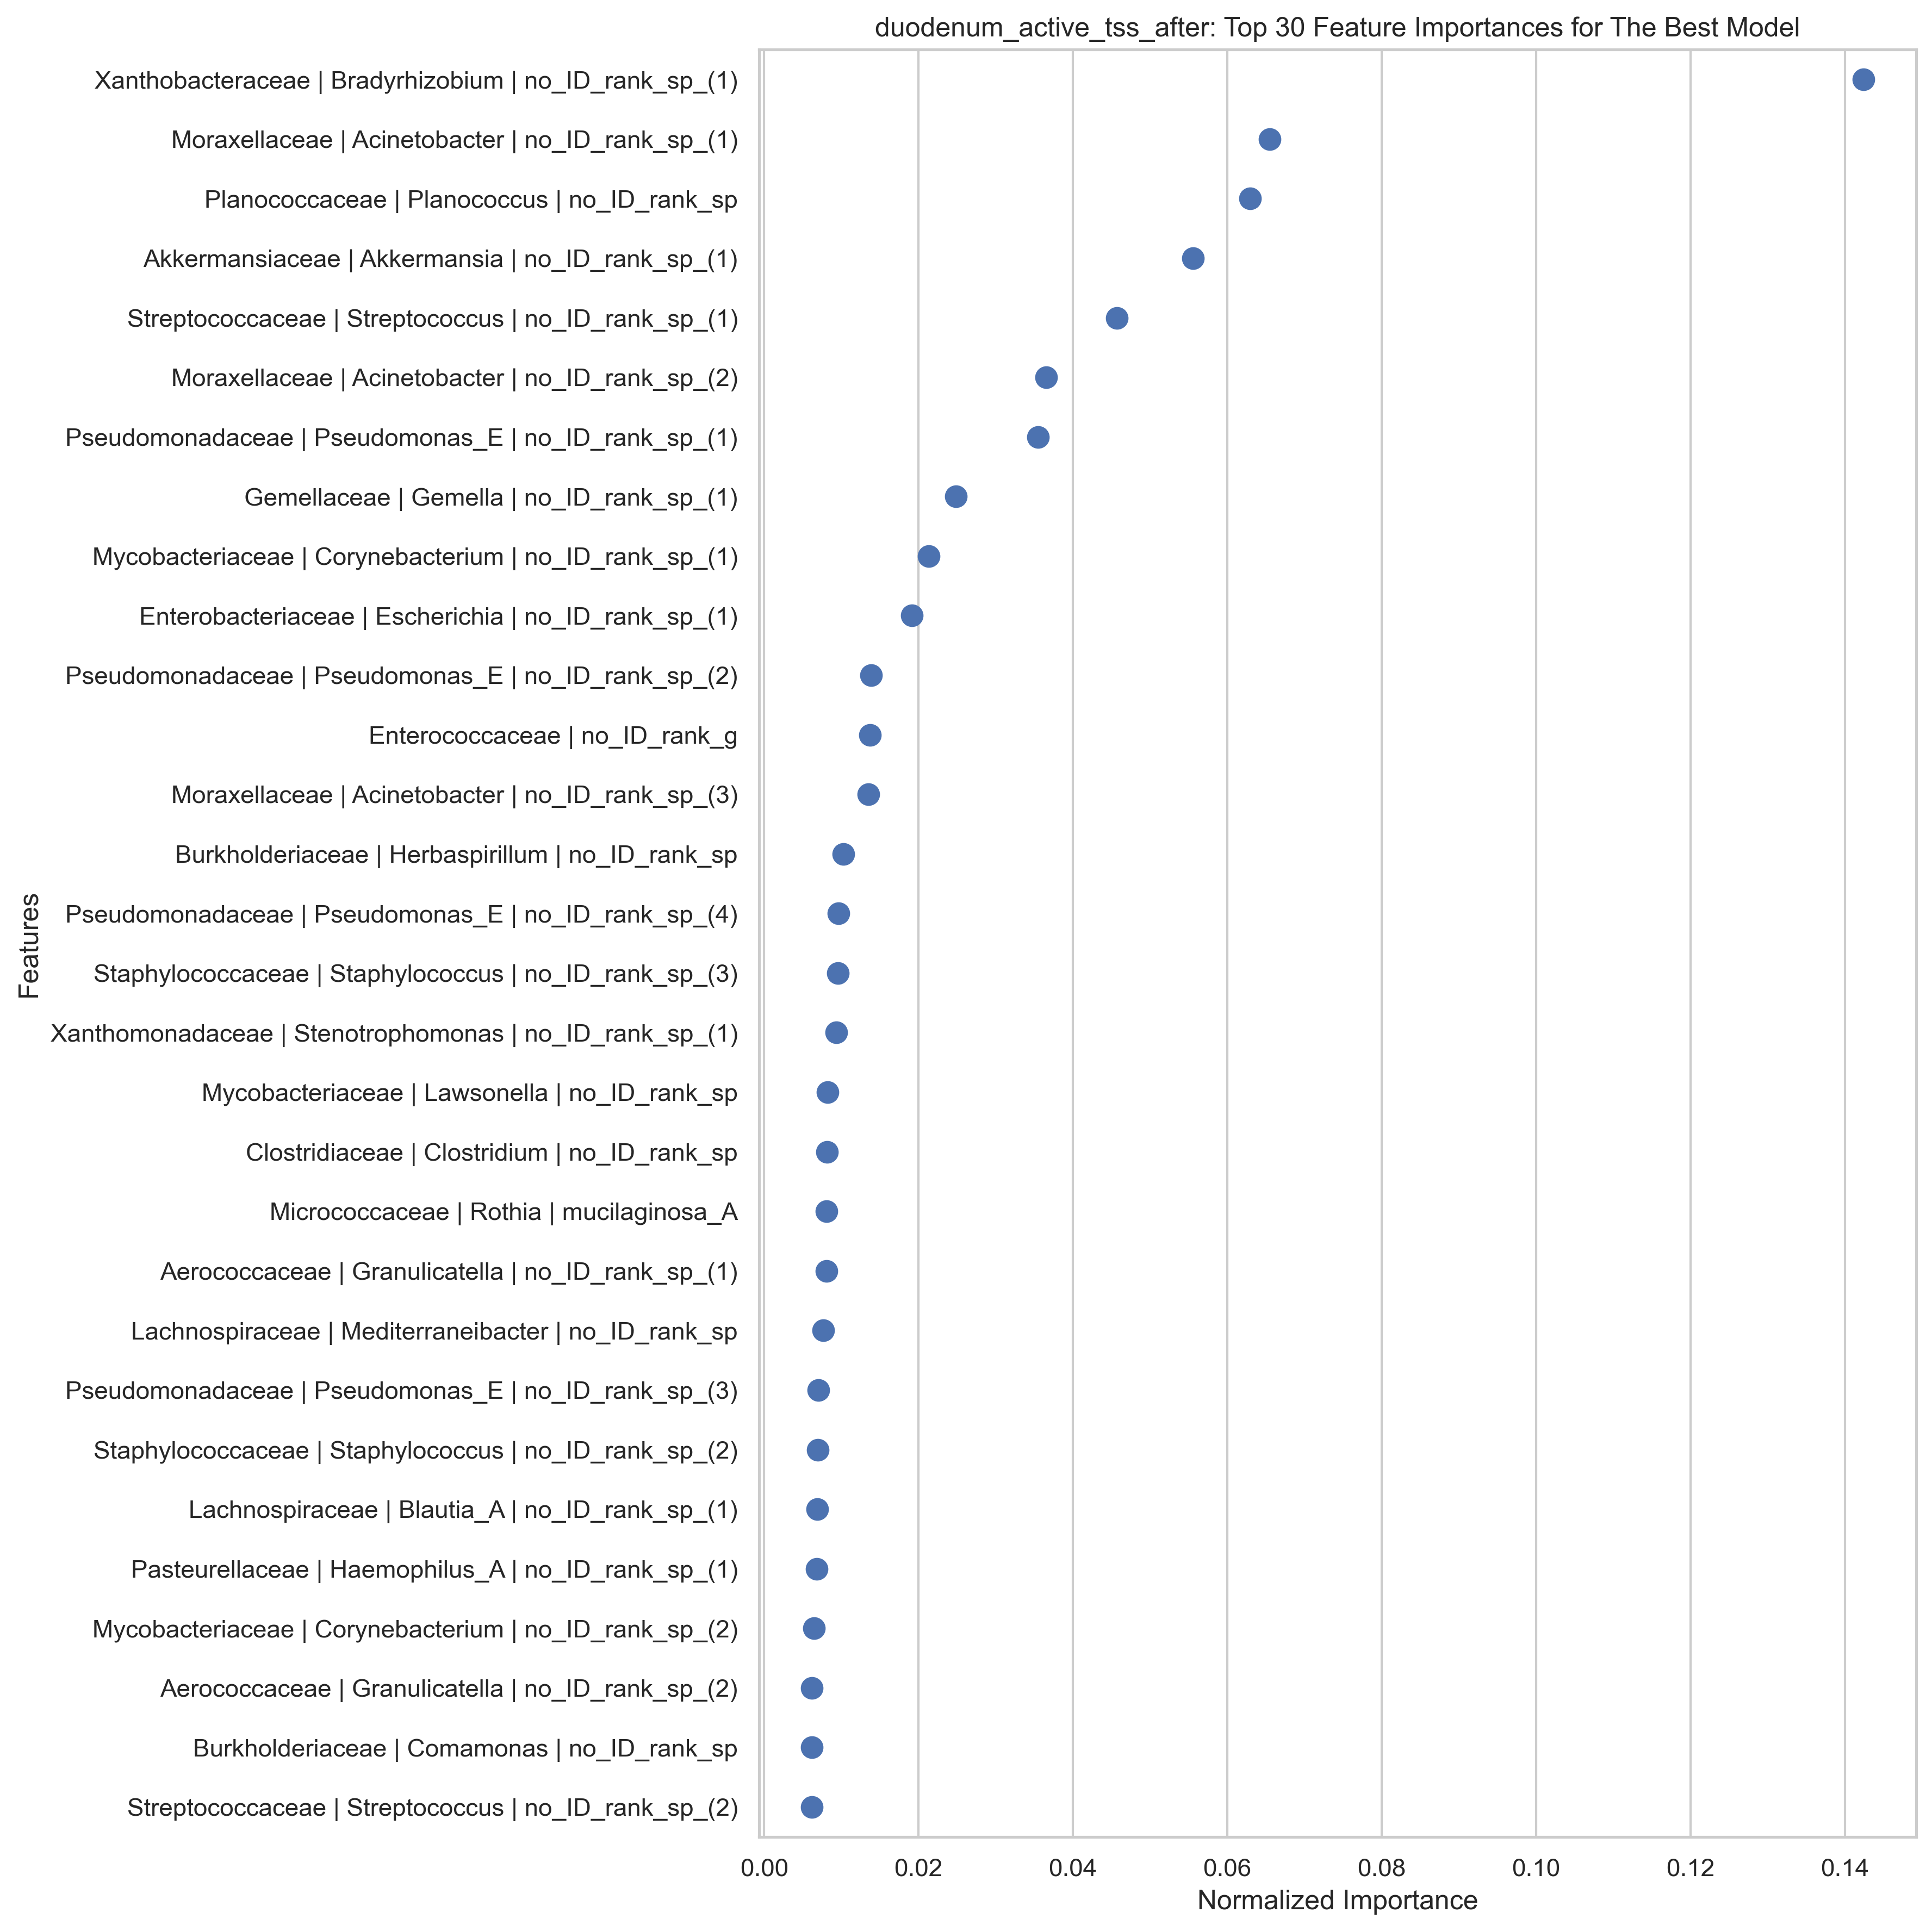 duodenum_active_tss_after: Top 30 Feature Importances for The Best Model
Xanthobacteraceae | Bradyrhizobium | no_ID_rank_sp_(1)
Moraxellaceae | Acinetobacter | no_ID_rank_sp_(1)
Planococcaceae | Planococcus | no_ID_rank_sp
Akkermansiaceae | Akkermansia | no_ID_rank_sp_(1)
Streptococcaceae | Streptococcus | no_ID_rank_sp_(1)
Moraxellaceae | Acinetobacter | no_ID_rank_sp_(2)
Pseudomonadaceae | Pseudomonas_E | no_ID_rank_sp_(1)
Gemellaceae | Gemella | no_ID_rank_sp_(1)
Mycobacteriaceae | Corynebacterium | no_ID_rank_sp_(1)
Enterobacteriaceae | Escherichia | no_ID_rank_sp_(1)
Pseudomonadaceae | Pseudomonas_E | no_ID_rank_sp_(2)
Enterococcaceae | no_ID_rank_g
Moraxellaceae | Acinetobacter | no_ID_rank_sp_(3)
Burkholderiaceae | Herbaspirillum | no_ID_rank_sp
Pseudomonadaceae | Pseudomonas_E | no_ID_rank_sp_(4)
Staphylococcaceae | Staphylococcus | no_ID_rank_sp_(3)
Xanthomonadaceae | Stenotrophomonas | no_ID_rank_sp_(1)
Mycobacteriaceae | Lawsonella | no_ID_rank_sp
Clostridiaceae | Clostridium | no_ID_rank_sp
Micrococcaceae | Rothia | mucilaginosa_A
Aerococcaceae | Granulicatella | no_ID_rank_sp_(1)
Lachnospiraceae | Mediterraneibacter | no_ID_rank_sp
Pseudomonadaceae | Pseudomonas_E | no_ID_rank_sp_(3)
Staphylococcaceae | Staphylococcus | no_ID_rank_sp_(2)
Lachnospiraceae | Blautia_A | no_ID_rank_sp_(1)
Pasteurellaceae | Haemophilus_A | no_ID_rank_sp_(1)
Mycobacteriaceae | Corynebacterium | no_ID_rank_sp_(2)
Aerococcaceae | Granulicatella | no_ID_rank_sp_(2)
Burkholderiaceae | Comamonas | no_ID_rank_sp
Streptococcaceae | Streptococcus | no_ID_rank_sp_(2)
Features
0.00 0.02 0.04 0.06 0.08 0.10 0.12 0.14
Normalized Importance